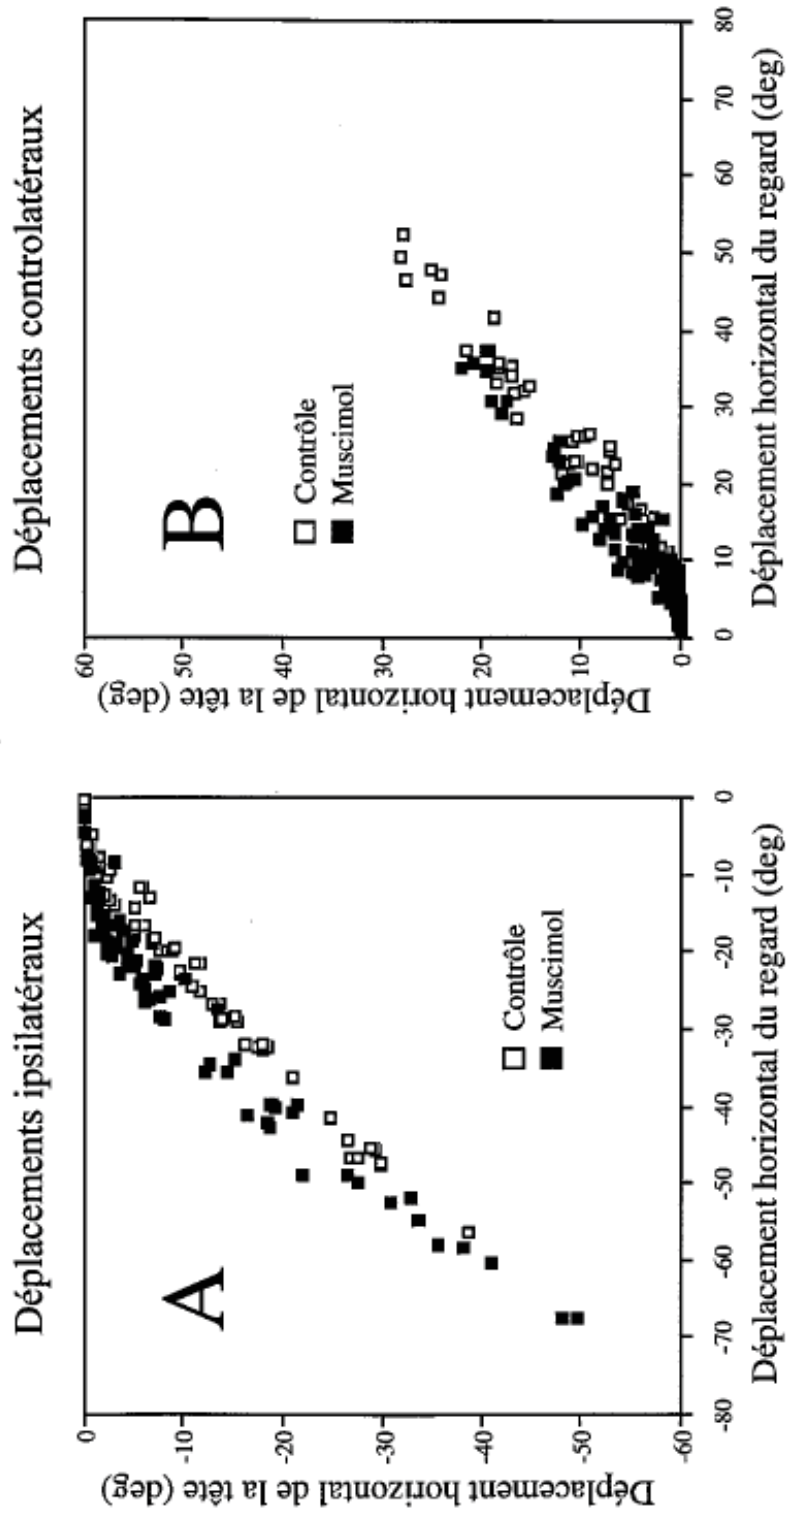 Déplacements ipsilatéraux
A
Déplacement horizontal de la tête (deg)
0
-10
-20
-30
-40
-50
-60
Contrôle
Muscimol
-80
-70
-60
-50
-40
-30
-20
-10
0
Déplacement horizontal du regard (deg)
Déplacements controlatéraux
B
Déplacement horizontal de la tête (deg)
60
50
40
30
20
10
0
Contrôle
Muscimol
0
10
20
30
40
50
60
70
80
Déplacement horizontal du regard (deg)